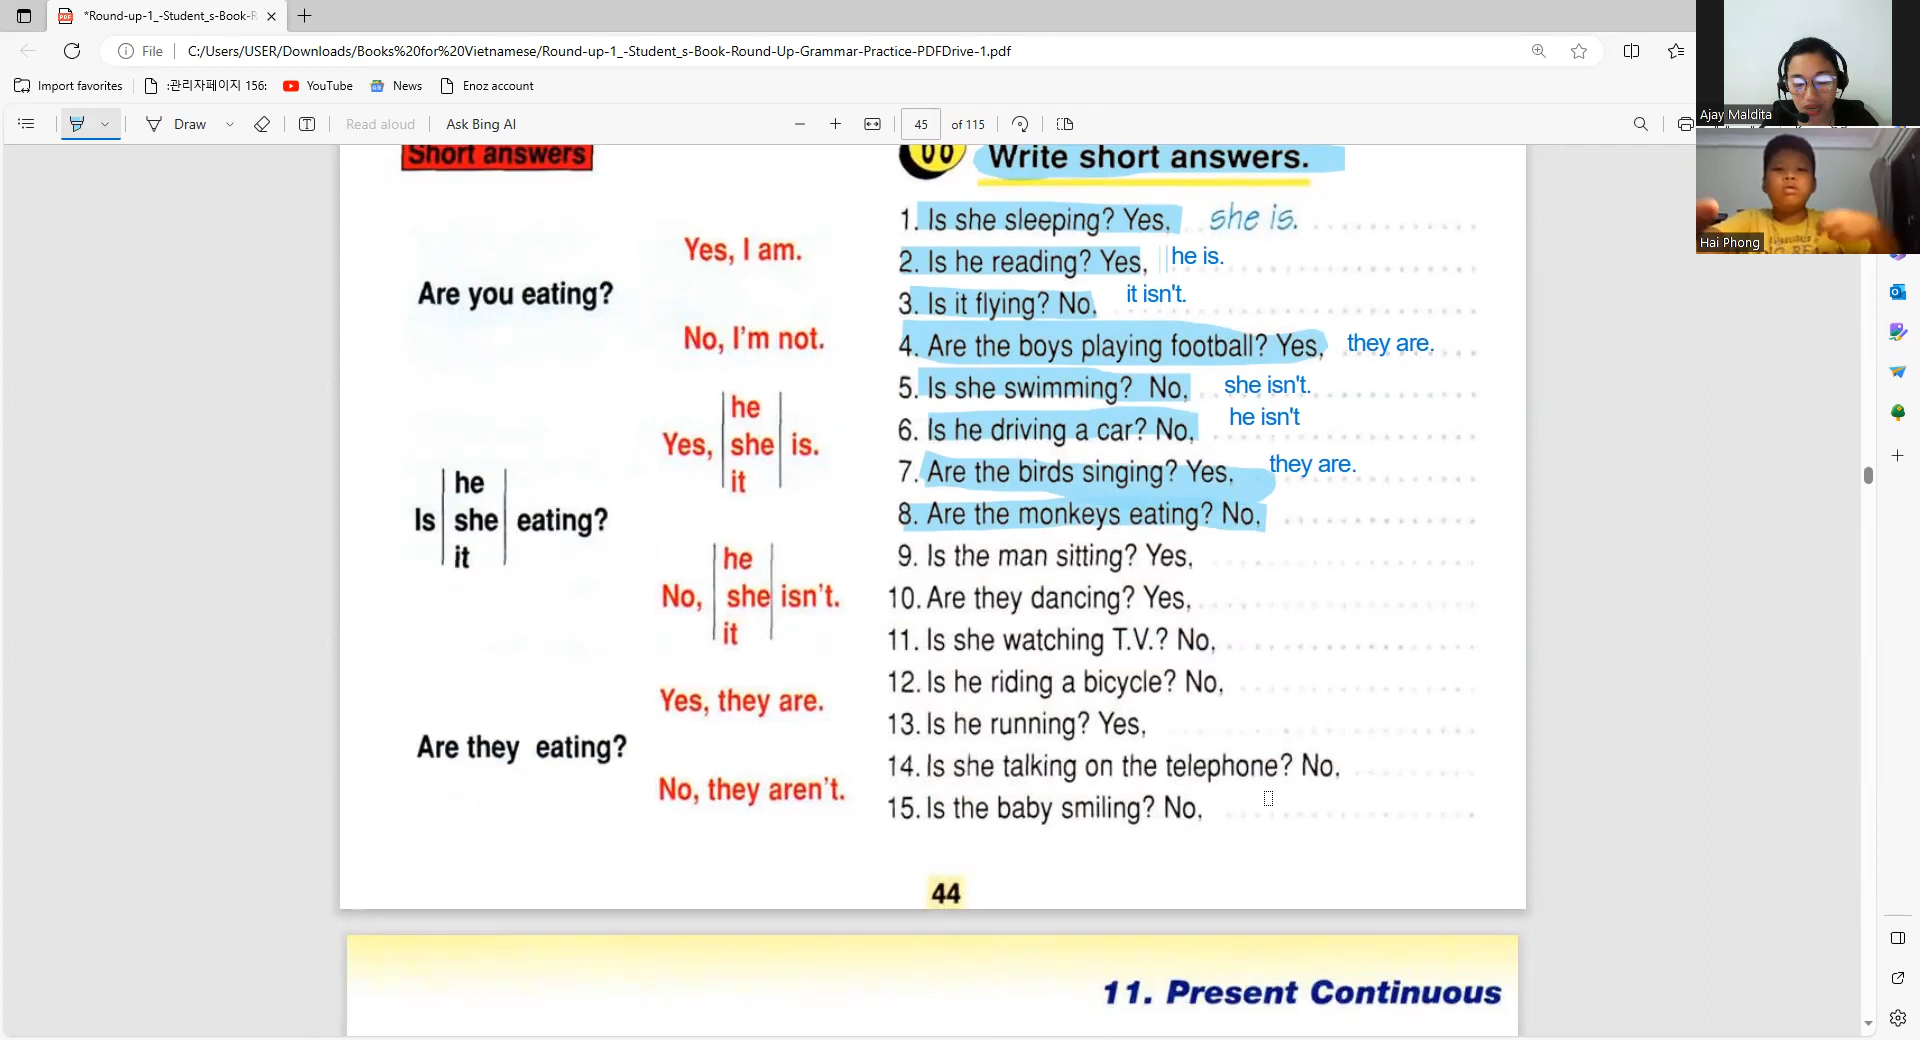 *Round-up-1_-Student_s-Book-R
File
C:/Users/USER/Downloads/Books%20for%20Vietnamese/Round-up-1_-Student_s-Book-Round-Up-Grammar-Practice-PDFDrive-1.pdf
Import favorites
:관리자페이지 156:
YouTube
News
Enoz account
Draw
Read aloud
Ask Bing AI
45
of 115
Ajay Maldita
Hai Phong
Short answers
Are you eating?
Yes, I am.
No, I'm not.
Is
he
she
it
eating?
Yes,
he
she
it
is.
No,
he
she
it
isn't.
Are they eating?
Yes, they are.
No, they aren't.
Write short answers.
1. Is she sleeping? Yes, she is.
2. Is he reading? Yes, he is.
3. Is it flying? No, it isn't.
4. Are the boys playing football? Yes, they are.
5. Is she swimming? No, she isn't.
6. Is he driving a car? No, he isn't
7. Are the birds singing? Yes, they are.
8. Are the monkeys eating? No,
9. Is the man sitting? Yes,
10. Are they dancing? Yes,
11. Is she watching T.V.? No,
12. Is he riding a bicycle? No,
13. Is he running? Yes,
14. Is she talking on the telephone? No,
15. Is the baby smiling? No,
44
11. Present Continuous